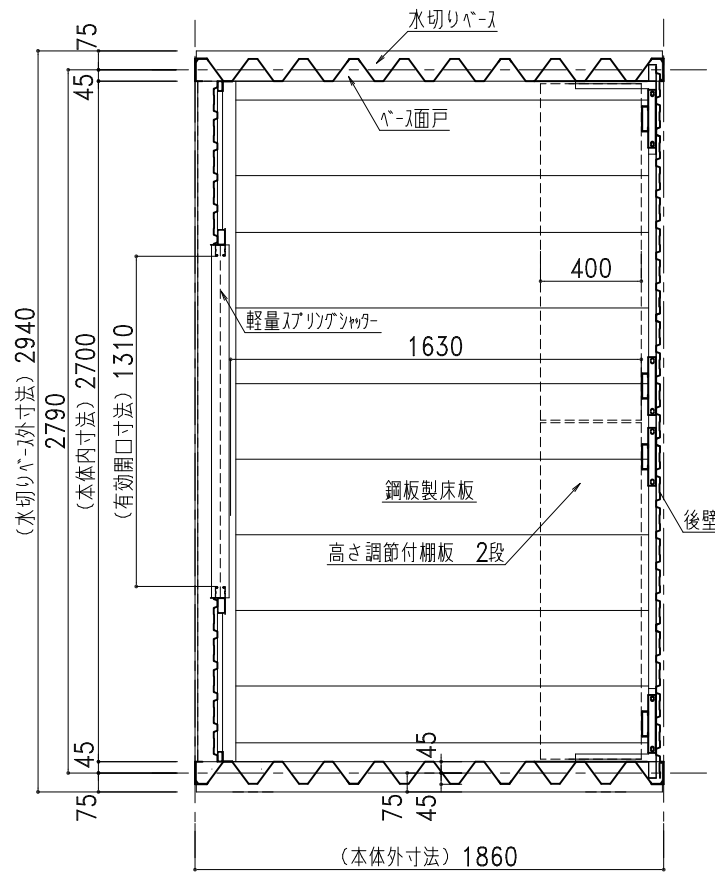 水切りベース
75
45
ベース面戸
400
軽量スプリングシャッター
1630
(水切りベース外寸法) 2940
2790
(本体内寸法) 2700
(有効開口寸法) 1310
鋼板製床板
後壁
高さ調節付棚板 2段
45
75
45
75
45
(本体外寸法) 1860